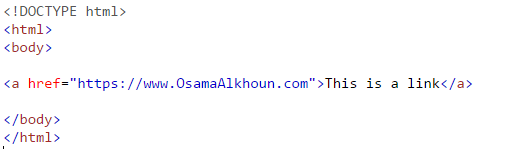 <!DOCTYPE html>
<html>
<body>
<a href="https://www.OsamaAlkhoun.com">This is a link</a>
</body>
</html>